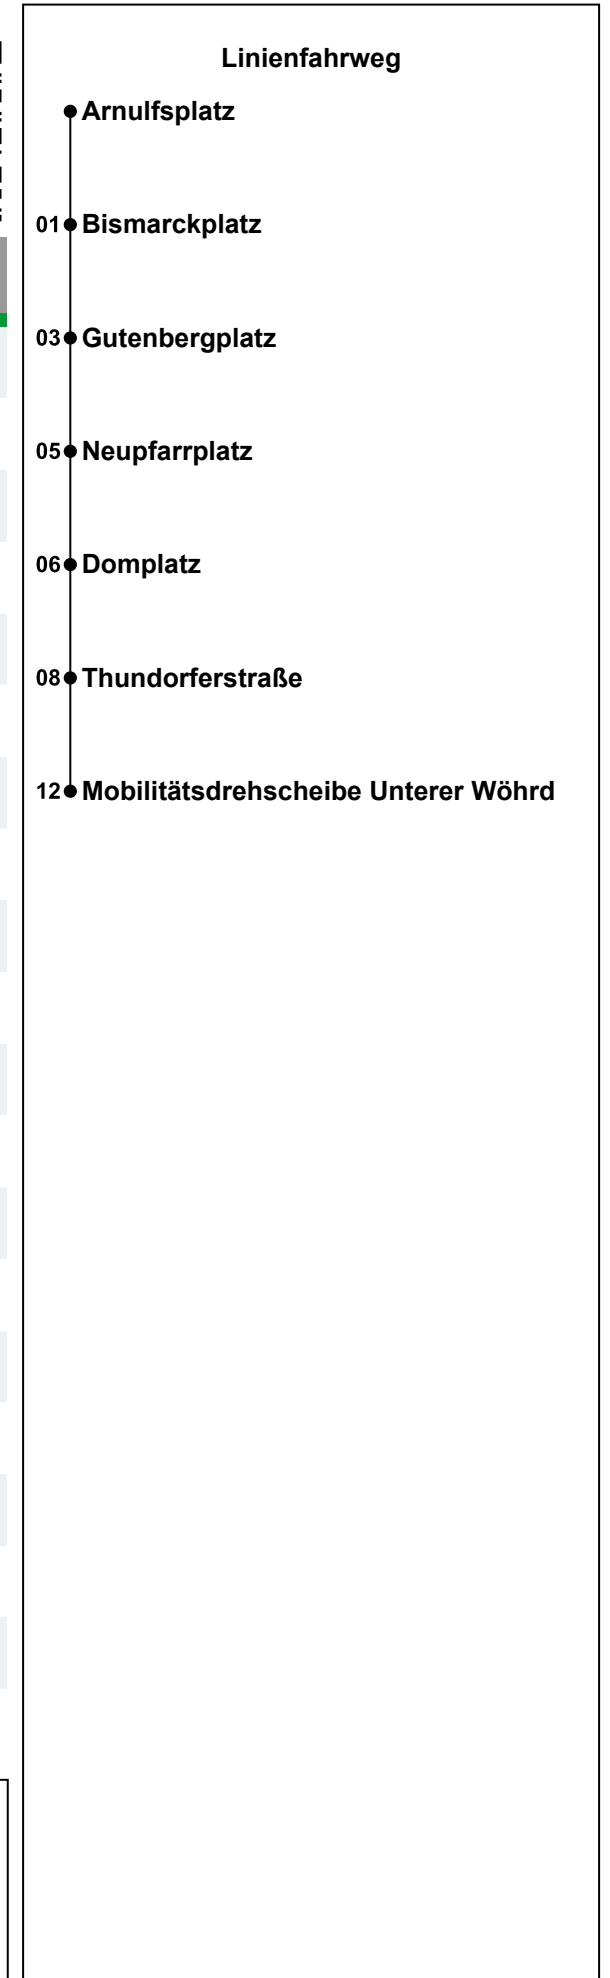 Linienfahrweg
Arnulfsplatz
01 Bismarckplatz
03 Gutenbergplatz
05 Neupfarrplatz
06 Domplatz
08 Thundorferstraße
12 Mobilitätsdrehscheibe Unterer Wöhrd